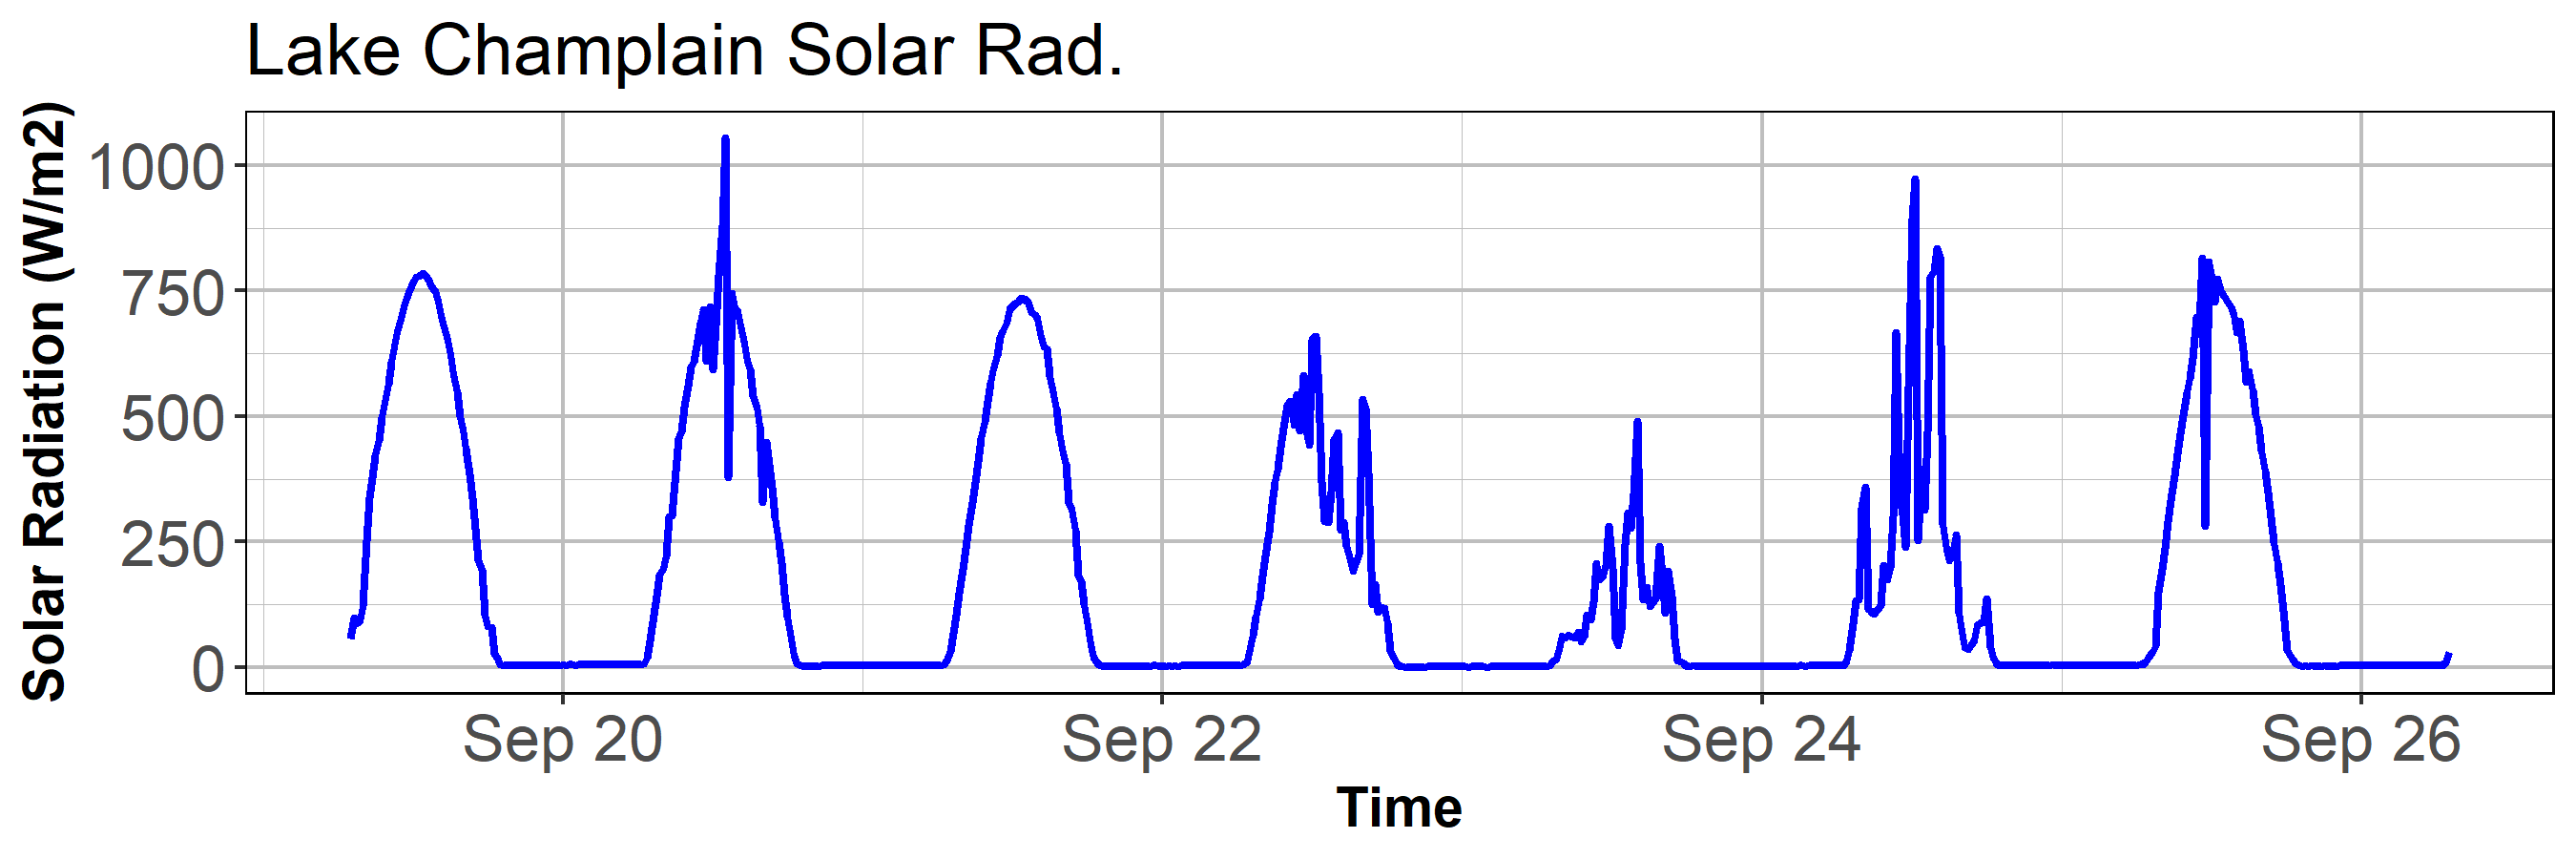 Lake Champlain Solar Rad.
Solar Radiation (W/m2)
1000
750
500
250
0
Sep 20
Sep 22
Sep 24
Sep 26
Time